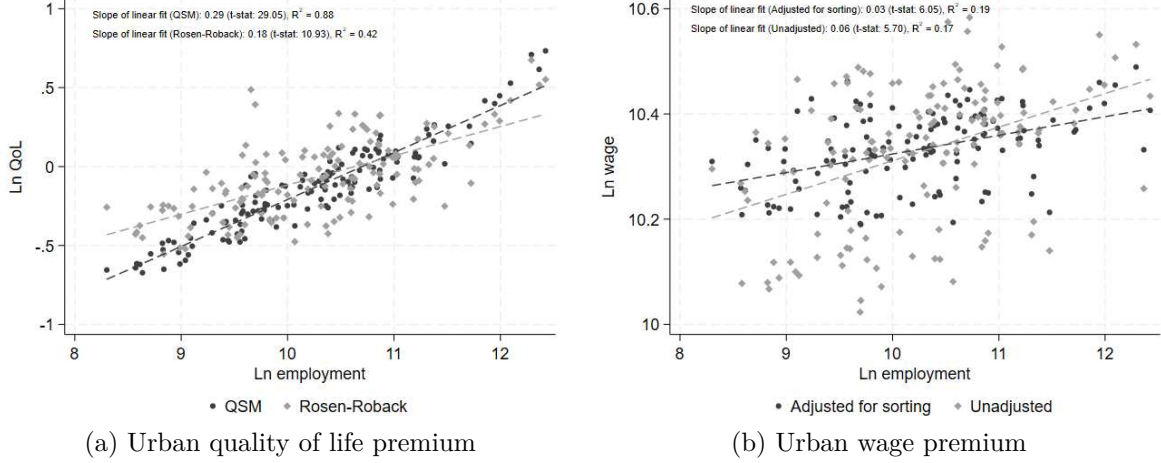 Slope of linear fit (QSM): 0.29 (t-stat: 29.05), R² = 0.88
Slope of linear fit (Rosen-Roback): 0.18 (t-stat: 10.93), R² = 0.42
1
.5
0
-.5
-1
Ln QoL
8 9 10 11 12
Ln employment
QSM Rosen-Roback
(a) Urban quality of life premium
Slope of linear fit (Adjusted for sorting): 0.03 (t-stat: 6.05), R² = 0.19
Slope of linear fit (Unadjusted): 0.06 (t-stat: 5.70), R² = 0.17
10.6
10.4
10.2
10
Ln wage
8 9 10 11 12
Ln employment
Adjusted for sorting Unadjusted
(b) Urban wage premium